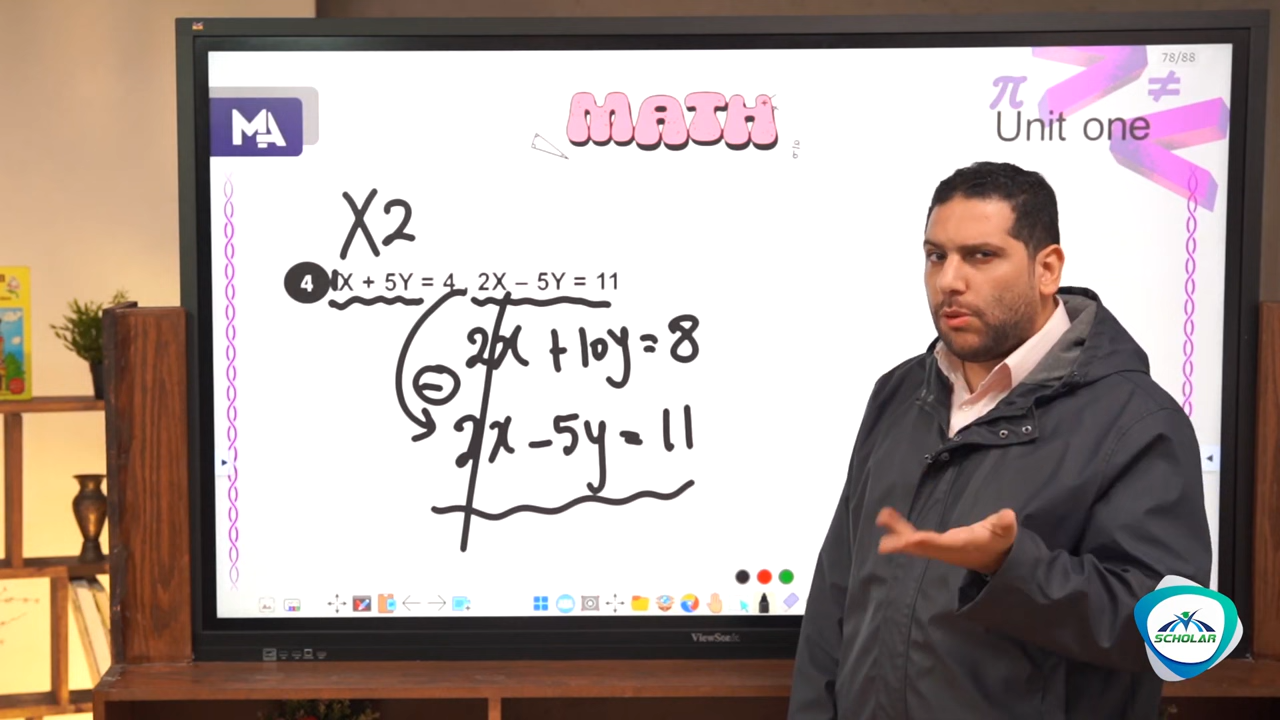 78/88
MA
MATH
π ≠
Unit one
X2
4 1X + 5Y = 4 2X – 5Y = 11
2x + 10y = 8
–
2x – 5y = 11
ViewSonic
SCHOLAR